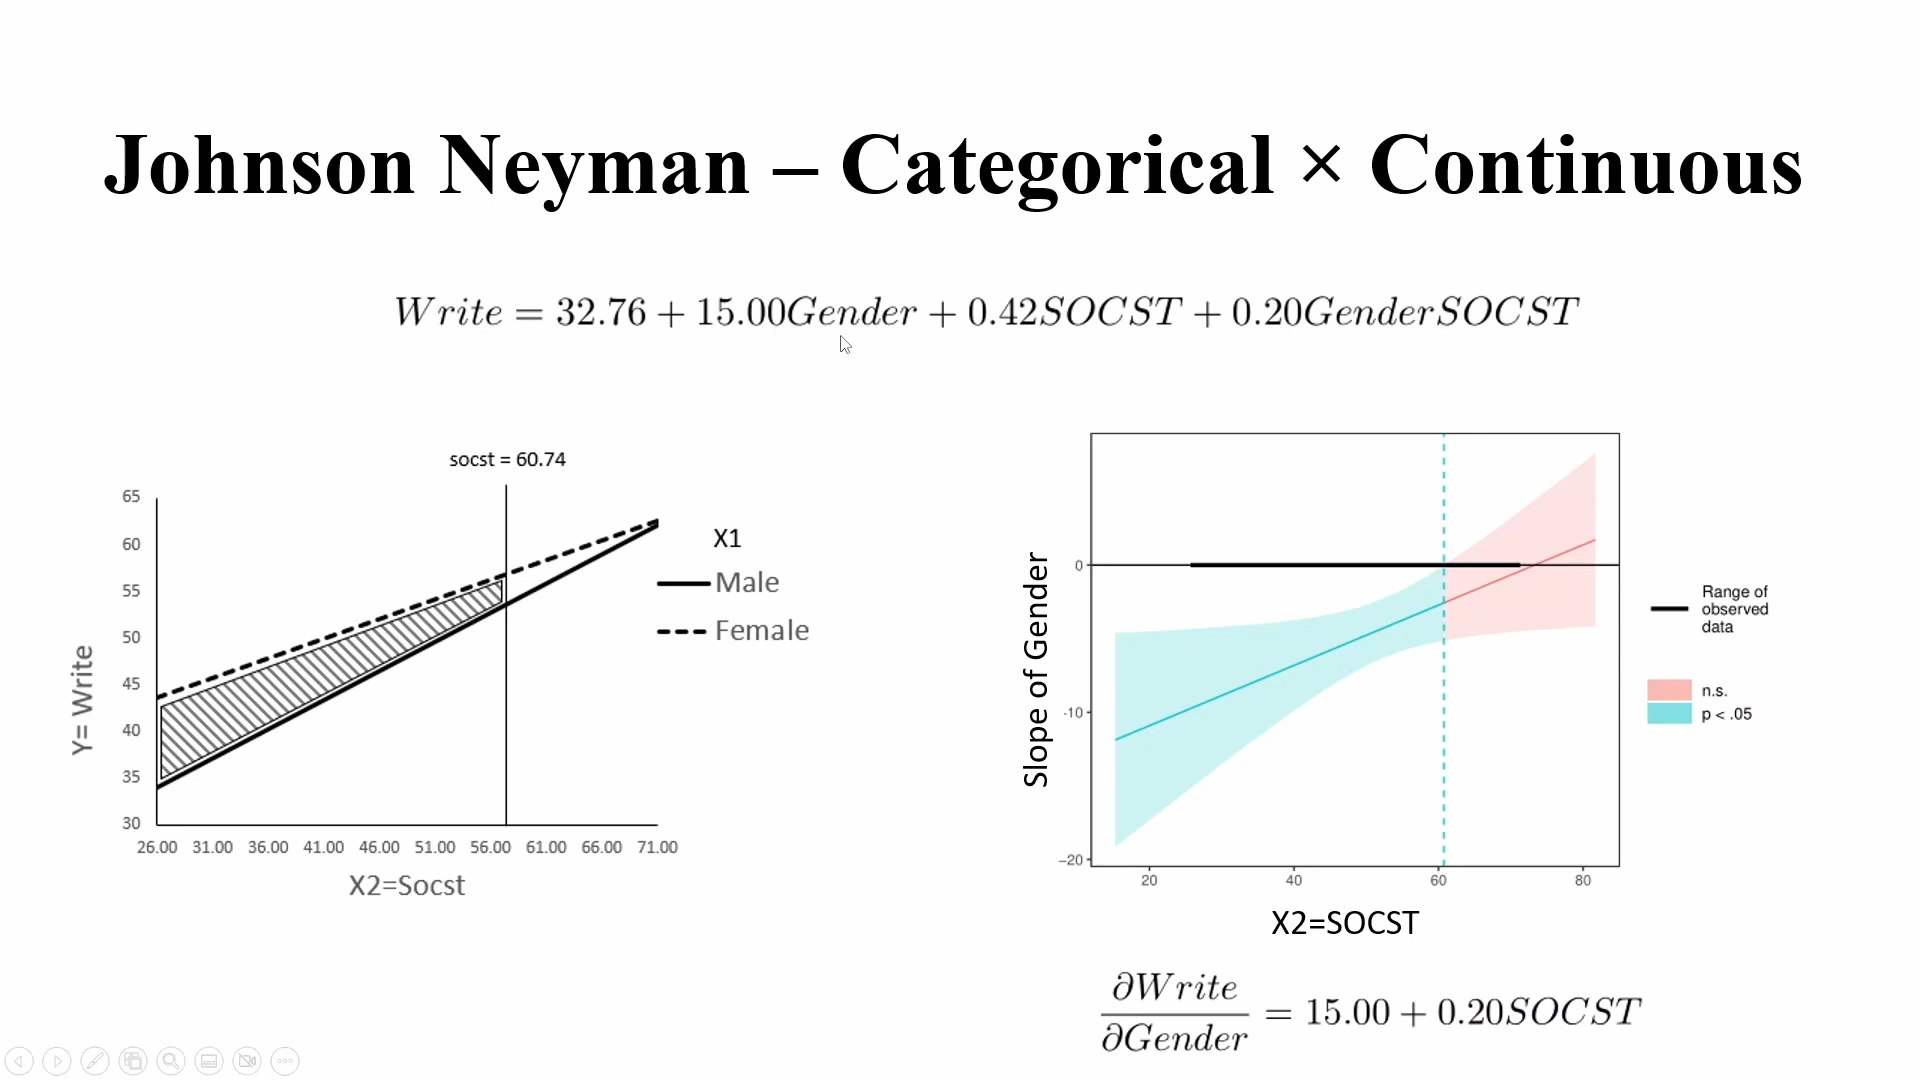 Johnson Neyman – Categorical × Continuous
Write = 32.76 + 15.00Gender + 0.42SOCST + 0.20GenderSOCST
socst = 60.74
65
60
55
50
45
40
35
30
Y= Write
26.00 31.00 36.00 41.00 46.00 51.00 56.00 61.00 66.00 71.00
X2=Socst
X1
Male
Female
Slope of Gender
0
-10
−20
20 40 60 80
X2=SOCST
Range of
observed
data
n.s.
p < .05
∂Write/∂Gender = 15.00 + 0.20SOCST